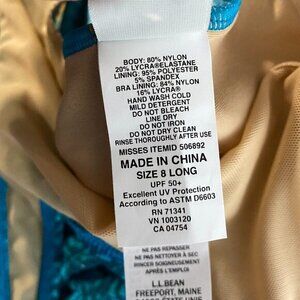 BODY: 80% NYLON
20% LYCRA®ELASTANE
LINING: 95% POLYESTER
5% SPANDEX
BRA LINING: 84% NYLON
16% LYCRA®
HAND WASH COLD
MILD DETERGENT
DO NOT BLEACH
LINE DRY
DO NOT IRON
DO NOT DRY CLEAN
RINSE THOROUGHLY AFTER USE
MISSES ITEMID 506892
MADE IN CHINA
SIZE 8 LONG
UPF 50+
Excellent UV Protection
According to ASTM D6603
RN 71341
VN 1003120
CA 04754
NE PAS REPASSER
NE PAS NETTOYER À SEC
RINCER SOIGNEUSEMENT
APRÈS L'EMPLOI
L.L.BEAN
FREEPORT, MAINE